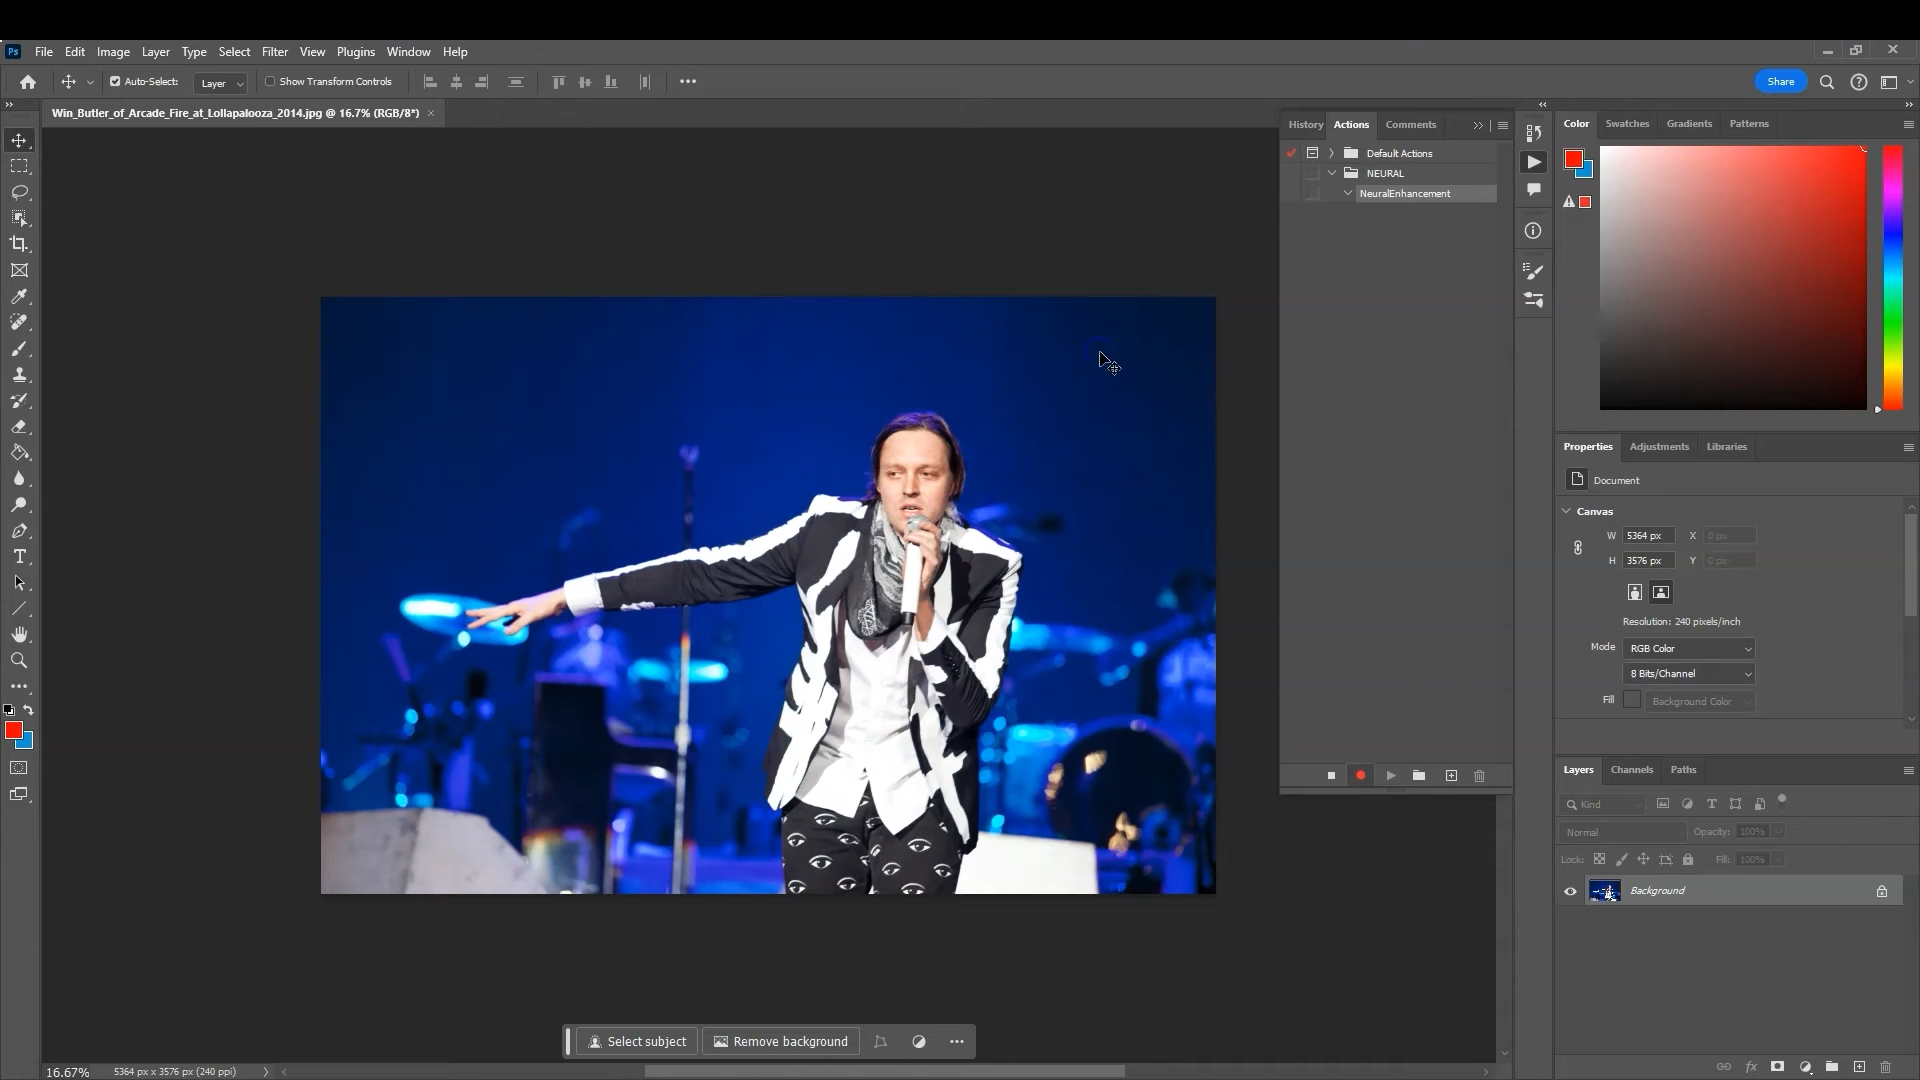 Ps File Edit Image Layer Type Select Filter View Plugins Window Help
Auto-Select: Layer Show Transform Controls Share
Win_Butler_of_Arcade_Fire_at_Lollapalooza_2014.jpg @ 16.7% (RGB/8*)
History Actions Comments
Default Actions
NEURAL
NeuralEnhancement
Color Swatches Gradients Patterns
Properties Adjustments Libraries
Document
Canvas
W 5364 px X 0 px
H 3576 px Y 0 px
Resolution: 240 pixels/inch
Mode RGB Color
8 Bits/Channel
Fill Background Color
Layers Channels Paths
Kind
Normal Opacity: 100%
Lock: Fill: 100%
Background
Select subject Remove background
16.67% 5364 px x 3576 px (240 ppi)